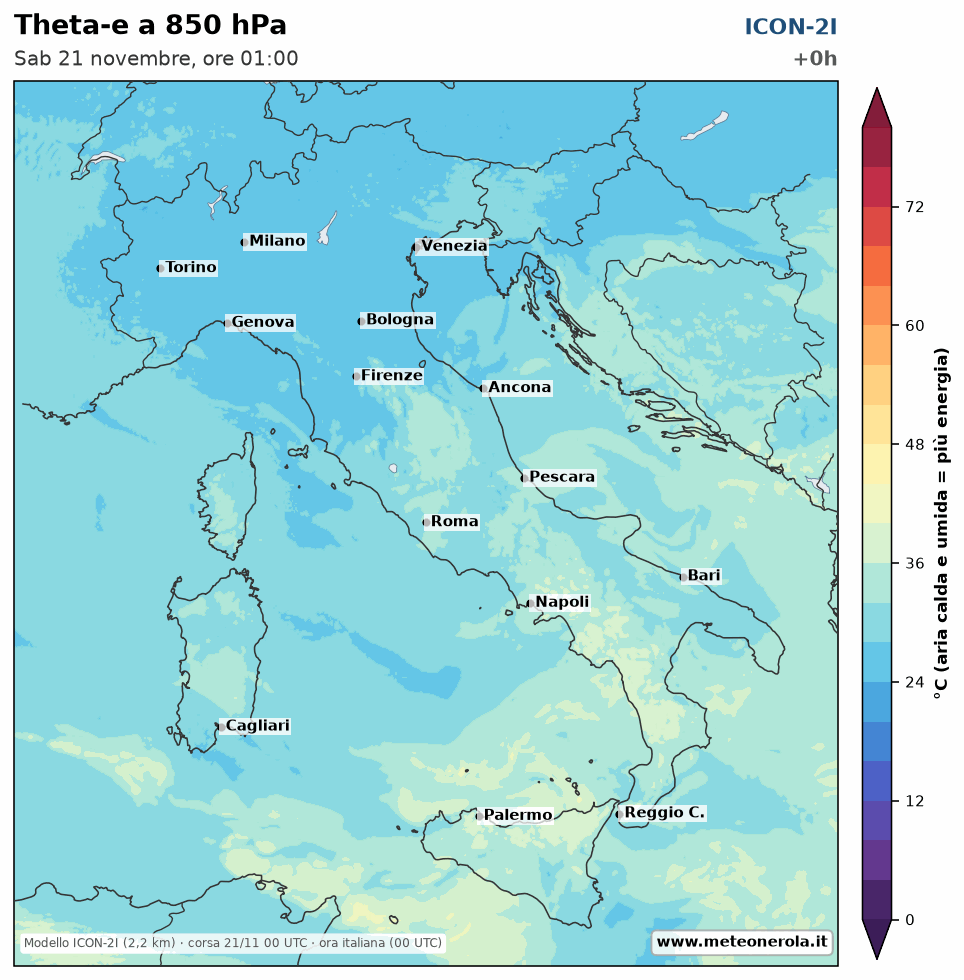 Theta-e a 850 hPa
ICON-2I
Sab 21 novembre, ore 01:00
+0h
72
60
48
36
24
12
0
°C (aria calda e umida = più energia)
Milano
Venezia
Torino
Genova
Bologna
Firenze
Ancona
Pescara
Roma
Bari
Napoli
Cagliari
Palermo
Reggio C.
Modello ICON-2I (2,2 km) · corsa 21/11 00 UTC · ora italiana (00 UTC)
www.meteonerola.it